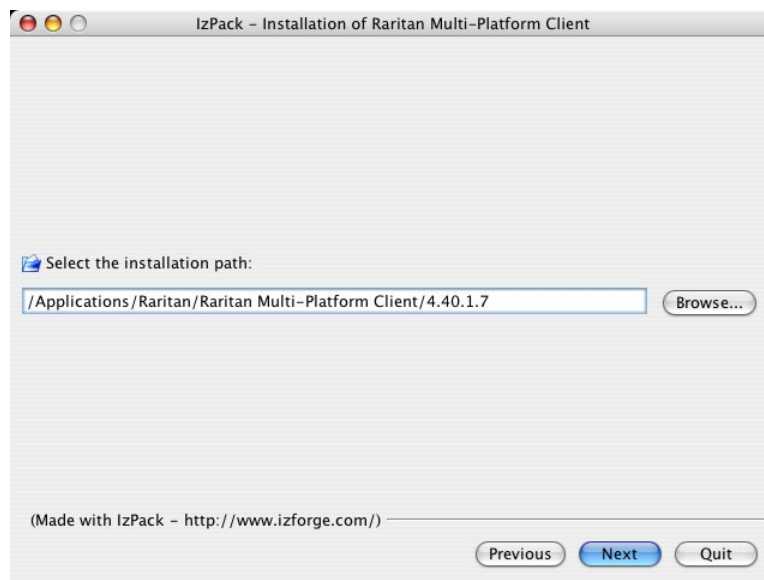 IzPack – Installation of Raritan Multi–Platform Client
Select the installation path:
/Applications/Raritan/Raritan Multi–Platform Client/4.40.1.7
Browse...
(Made with IzPack – http://www.izforge.com/)
Previous Next Quit